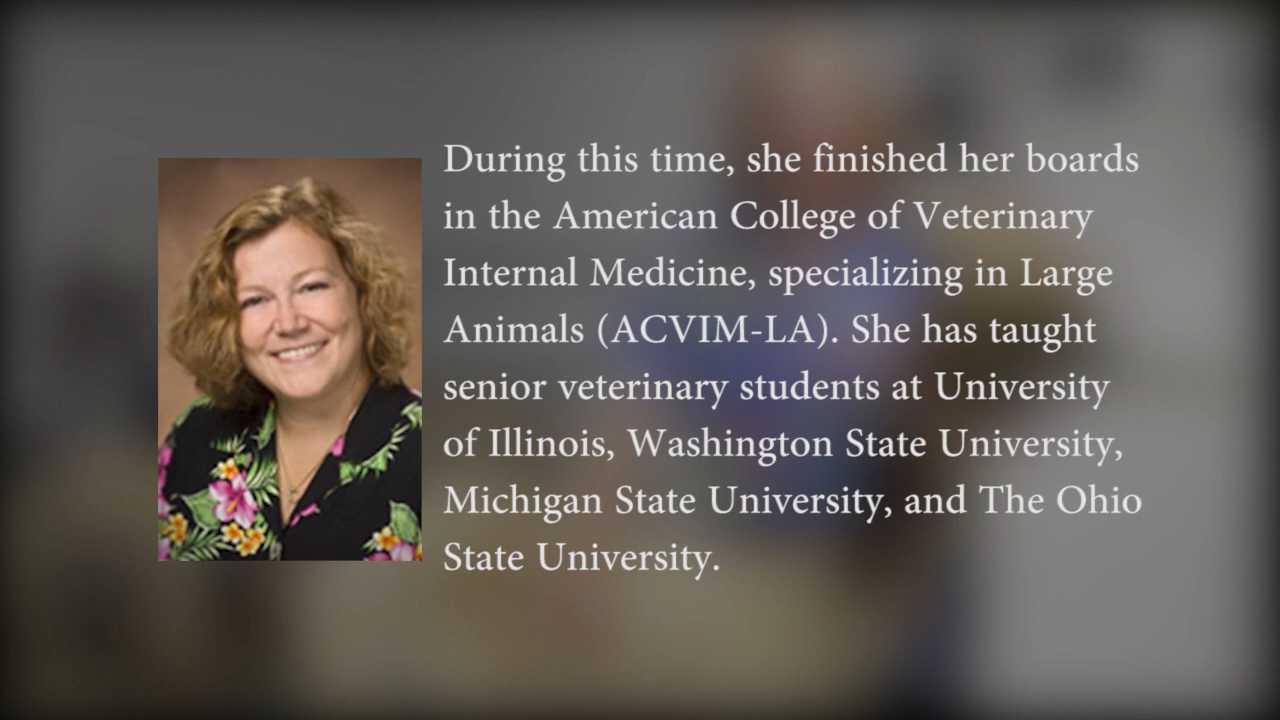 During this time, she finished her boards
in the American College of Veterinary
Internal Medicine, specializing in Large
Animals (ACVIM-LA). She has taught
senior veterinary students at University
of Illinois, Washington State University,
Michigan State University, and The Ohio
State University.